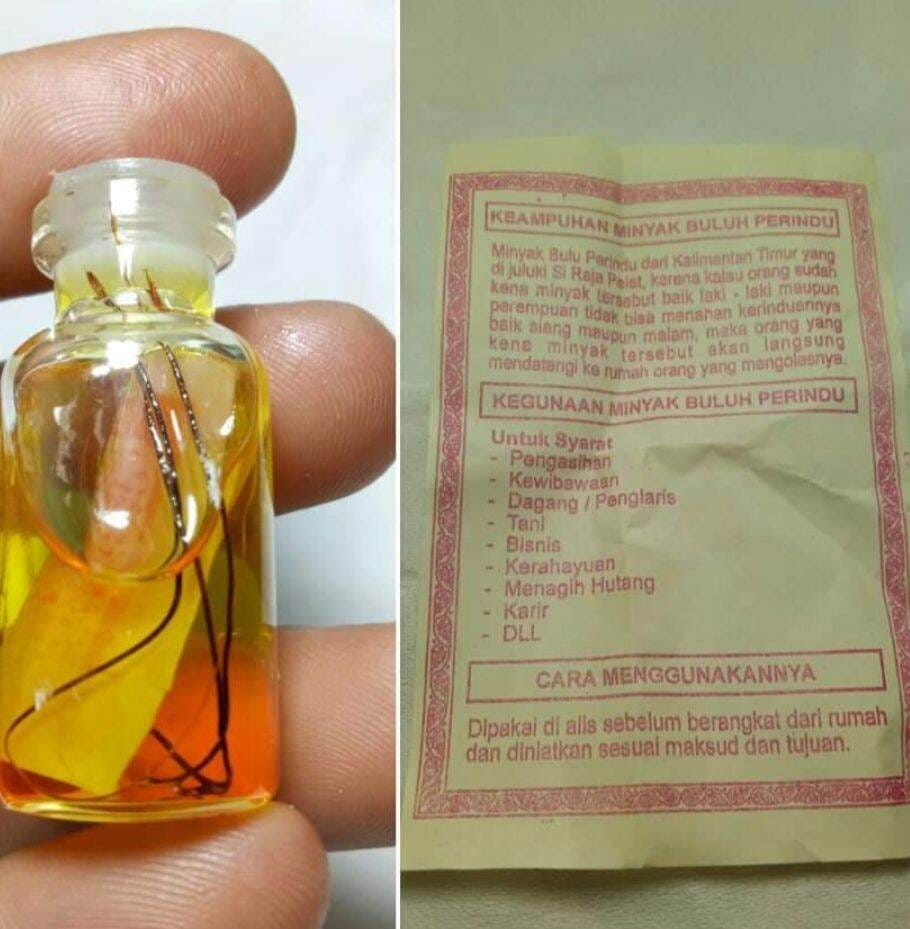 KEAMPUHAN MINYAK BULUH PERINDU
Minyak Bulu Perindu dari Kalimantan Timur yang
di juluki Si Raja Pelet, karena kalau orang sudah
kena minyak tersebut baik laki - laki maupun
parempuan tidak bisa menahan kerinduannya
baik siang maupun malam, maka orang yang
kena minyak tersebut akan langsung
mendatangi ke rumah orang yang mengolasnya.
KEGUNAAN MINYAK BULUH PERINDU
Untuk Syarat
- Pengasihan
- Kewibawaan
- Dagang / Penglaris
- Tani
- Bisnis
- Kerahayuan
- Menagih Hutang
- Karir
- DLL
CARA MENGGUNAKANNYA
Dipakai di alis sebelum berangkat dari rumah
dan diniatkan sesuai maksud dan tujuan.